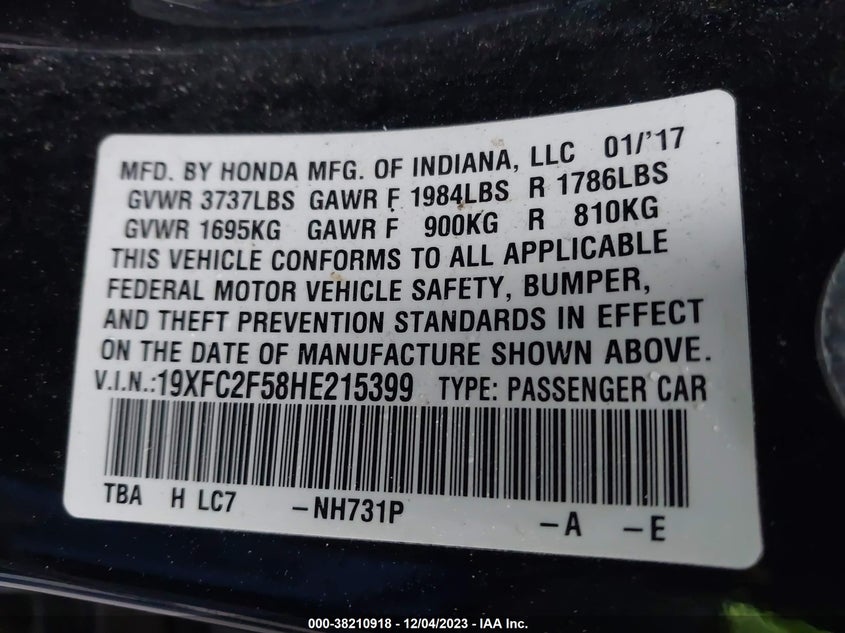 MFD. BY HONDA MFG. OF INDIANA, LLC 01/'17
GVWR 3737LBS GAWR F 1984LBS R 1786LBS
GVWR 1695KG GAWR F 900KG R 810KG
THIS VEHICLE CONFORMS TO ALL APPLICABLE
FEDERAL MOTOR VEHICLE SAFETY, BUMPER,
AND THEFT PREVENTION STANDARDS IN EFFECT
ON THE DATE OF MANUFACTURE SHOWN ABOVE.
V.I.N.:19XFC2F58HE215399 TYPE: PASSENGER CAR
TBA H LC7 -NH731P -A -E
000-38210918 - 12/04/2023 - IAA Inc.